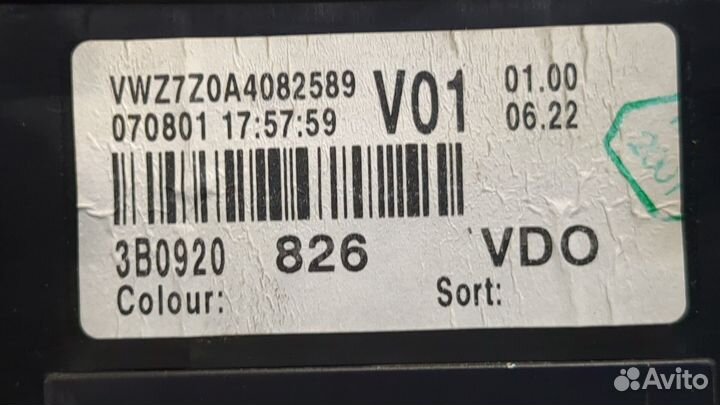 VWZ7Z0A4082589
070801 17:57:59
V01
01.00
06.22
3B0920 826 VDO
Colour: Sort:
Avito